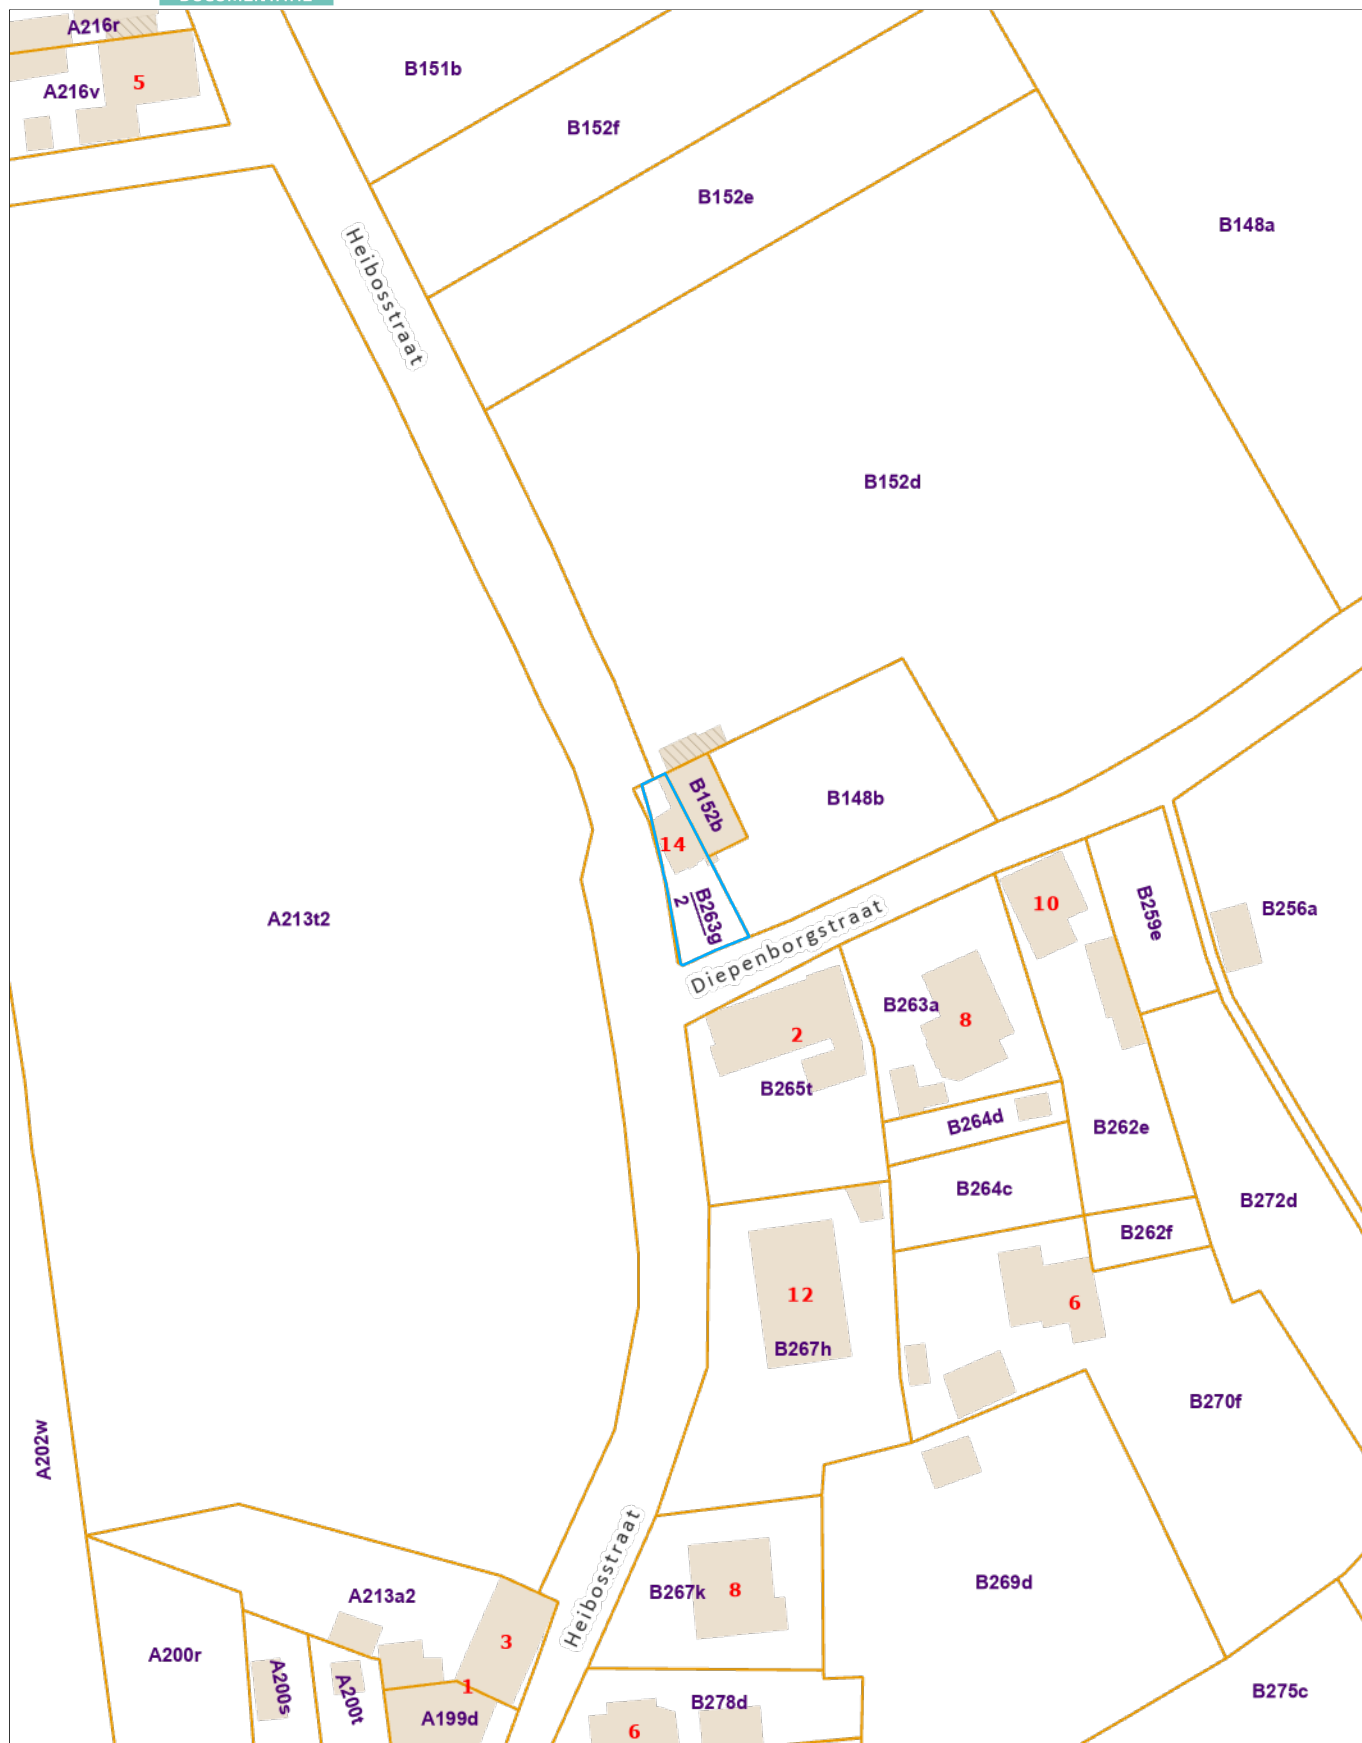 A216r
A216v
5
B151b
B152f
B152e
B148a
Heibosstraat
B152d
B152b
B148b
14
B263g
2
Diepenborgstraat
10
B259e
B256a
A213t2
B263a
8
2
B265t
B264d
B262e
B264c
B272d
B262f
12
6
B267h
B270f
A202w
Heibosstraat
B269d
A213a2
B267k
8
3
A200r
A200s
A200t
1
A199d
B278d
6
B275c